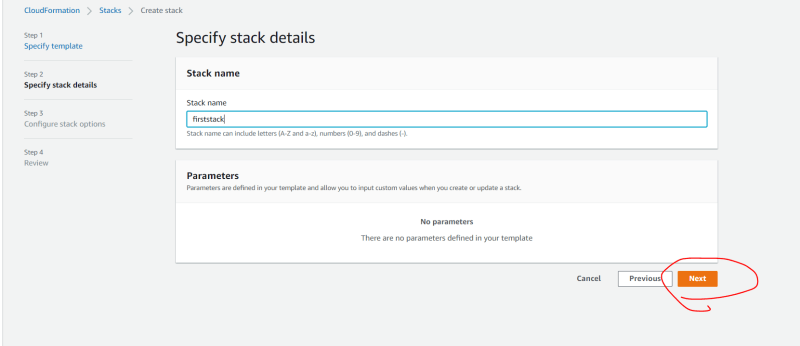 CloudFormation > Stacks > Create stack
Step 1
Specify template
Step 2
Specify stack details
Step 3
Configure stack options
Step 4
Review
Specify stack details
Stack name
Stack name
firststack
Stack name can include letters (A-Z and a-z), numbers (0-9), and dashes (-).
Parameters
Parameters are defined in your template and allow you to input custom values when you create or update a stack.
No parameters
There are no parameters defined in your template
Cancel Previous Next